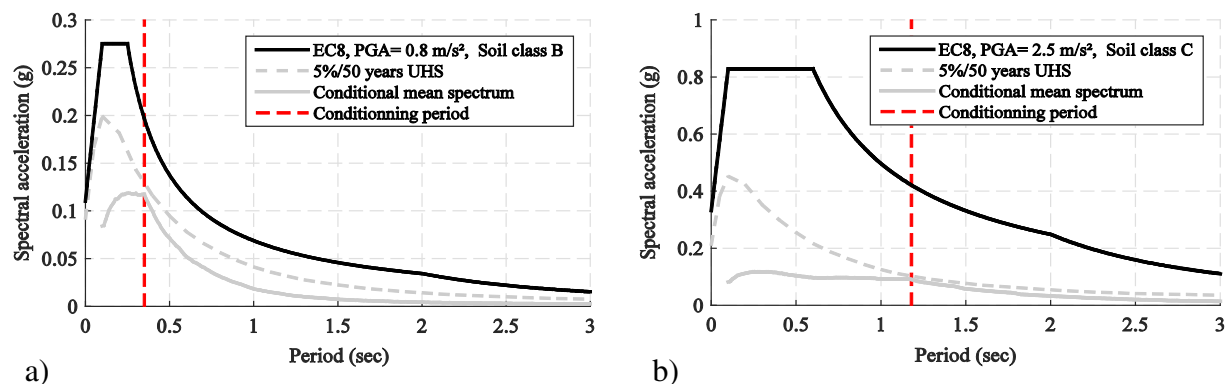 0.3
0.25
0.2
0.15
0.1
0.05
0
Spectral acceleration (g)
EC8, PGA= 0.8 m/s², Soil class B
5%/50 years UHS
Conditional mean spectrum
Conditionning period
0 0.5 1 1.5 2 2.5 3
Period (sec)
a)
1
0.8
0.6
0.4
0.2
0
Spectral acceleration (g)
EC8, PGA= 2.5 m/s², Soil class C
5%/50 years UHS
Conditional mean spectrum
Conditionning period
0 0.5 1 1.5 2 2.5 3
Period (sec)
b)